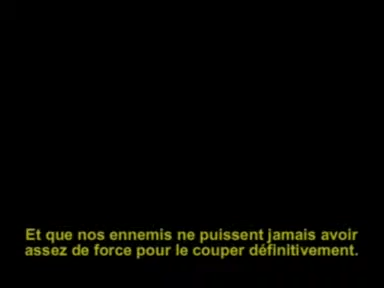 Et que nos ennemis ne puissent jamais avoir
assez de force pour le couper définitivement.